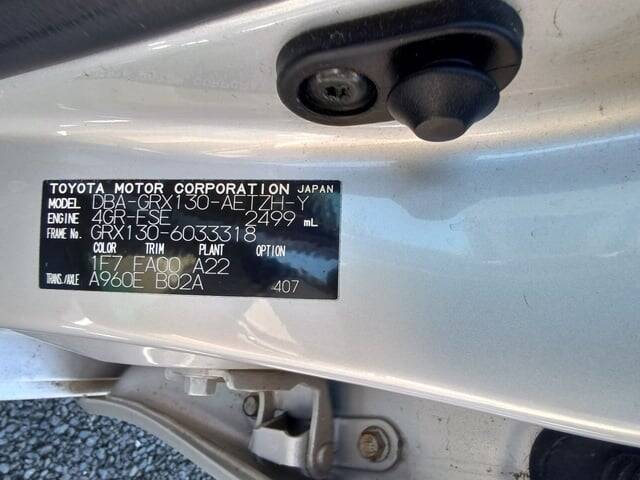 TOYOTA MOTOR CORPORATION JAPAN
MODEL DBA-GRX130-AETZH-Y
ENGINE 4GR-FSE 2499 mL
FRAME No. GRX130-6033318
COLOR TRIM PLANT OPTION
1F7 FA00 A22
TRANS./AXLE A960E B02A 407